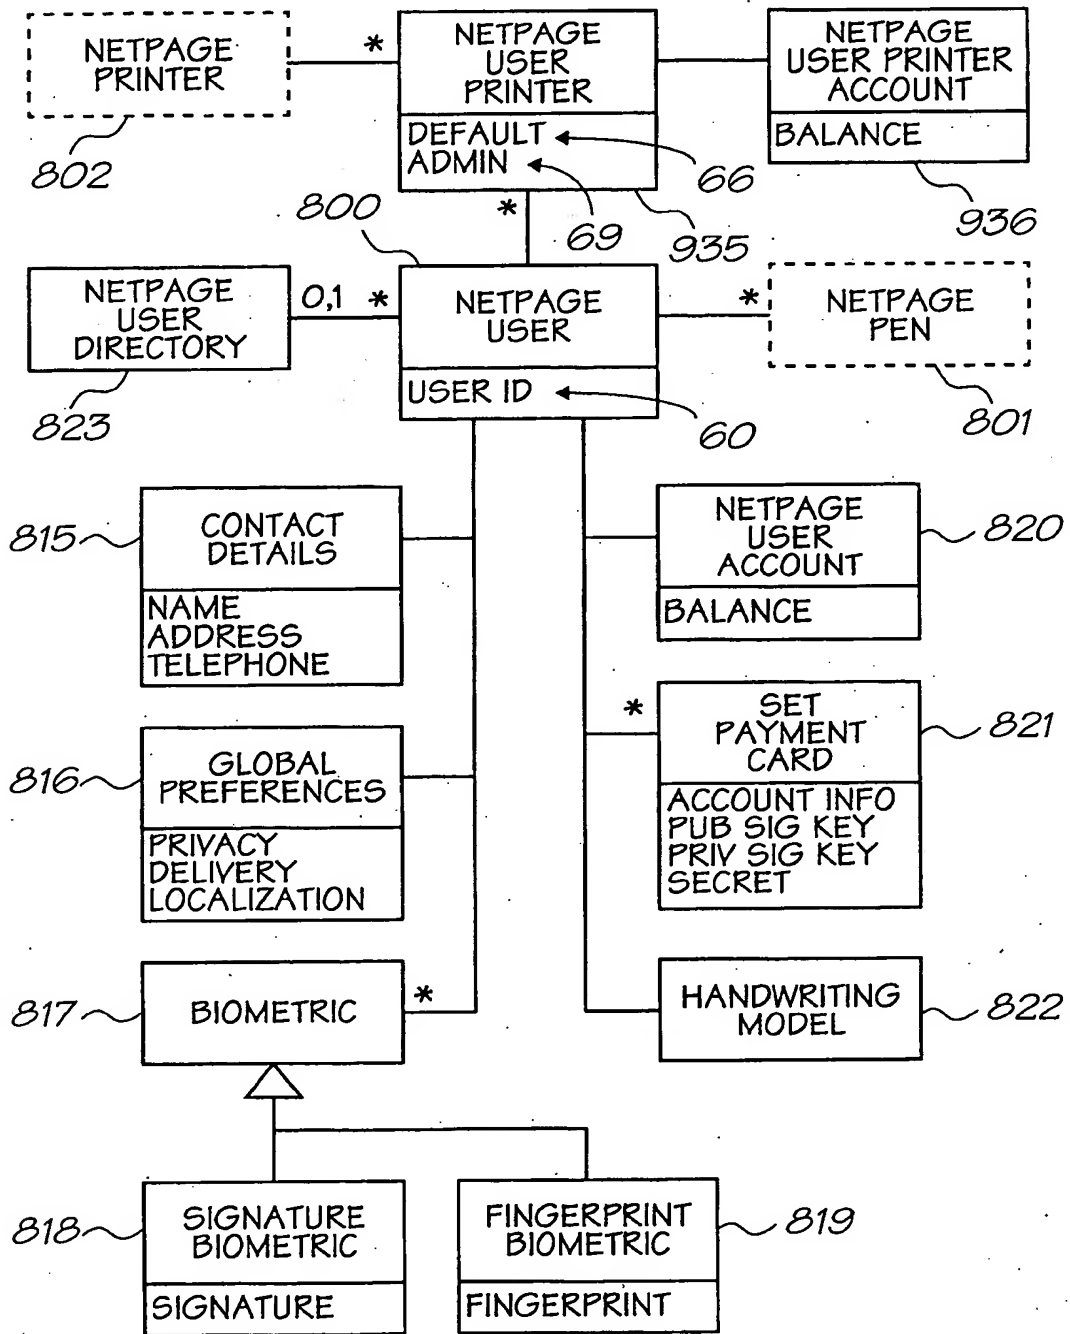 NETPAGE
PRINTER
802
*
NETPAGE
USER
PRINTER
DEFAULT
ADMIN
66
69
935
NETPAGE
USER PRINTER
ACCOUNT
BALANCE
936
*
800
NETPAGE
USER
DIRECTORY
823
0,1 *
NETPAGE
USER
USER ID
60
*
NETPAGE
PEN
801
815
CONTACT
DETAILS
NAME
ADDRESS
TELEPHONE
NETPAGE
USER
ACCOUNT
BALANCE
820
816
GLOBAL
PREFERENCES
PRIVACY
DELIVERY
LOCALIZATION
*
SET
PAYMENT
CARD
ACCOUNT INFO
PUB SIG KEY
PRIV SIG KEY
SECRET
821
817
BIOMETRIC
*
HANDWRITING
MODEL
822
818
SIGNATURE
BIOMETRIC
SIGNATURE
FINGERPRINT
BIOMETRIC
FINGERPRINT
819